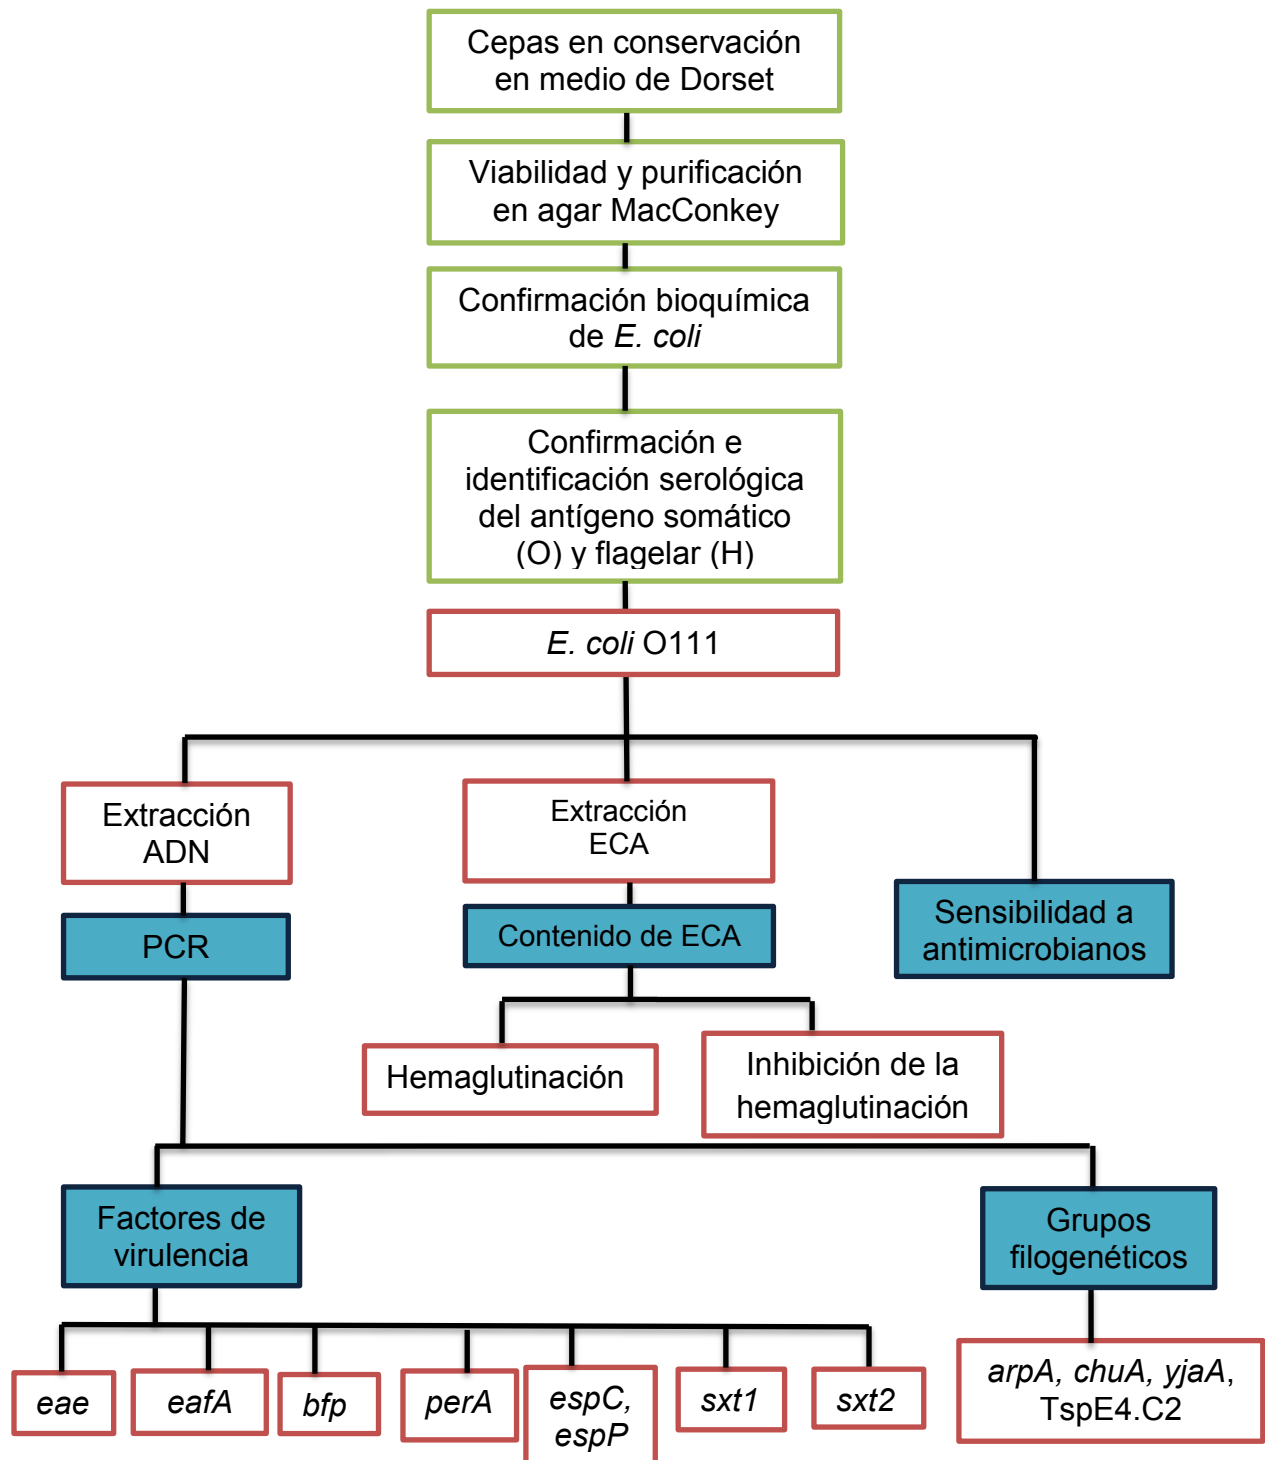 Cepas en conservación
en medio de Dorset
Viabilidad y purificación
en agar MacConkey
Confirmación bioquímica
de E. coli
Confirmación e
identificación serológica
del antígeno somático
(O) y flagelar (H)
E. coli O111
Extracción
ADN
Extracción
ECA
PCR
Contenido de ECA
Sensibilidad a
antimicrobianos
Hemaglutinación
Inhibición de la
hemaglutinación
Factores de
virulencia
Grupos
filogenéticos
eae
eafA
bfp
perA
espC,
espP
sxt1
sxt2
arpA, chuA, yjaA,
TspE4.C2